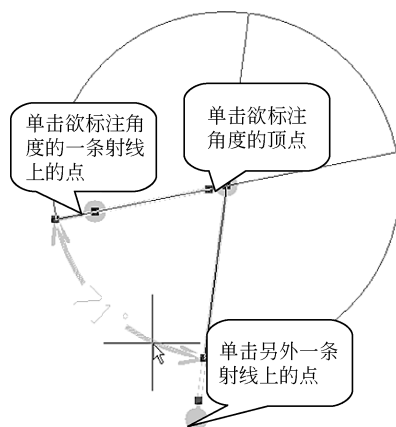 单击欲标注角
度的一条射线
上的点
单击欲标注
角度的顶点
单击另外一条
射线上的点